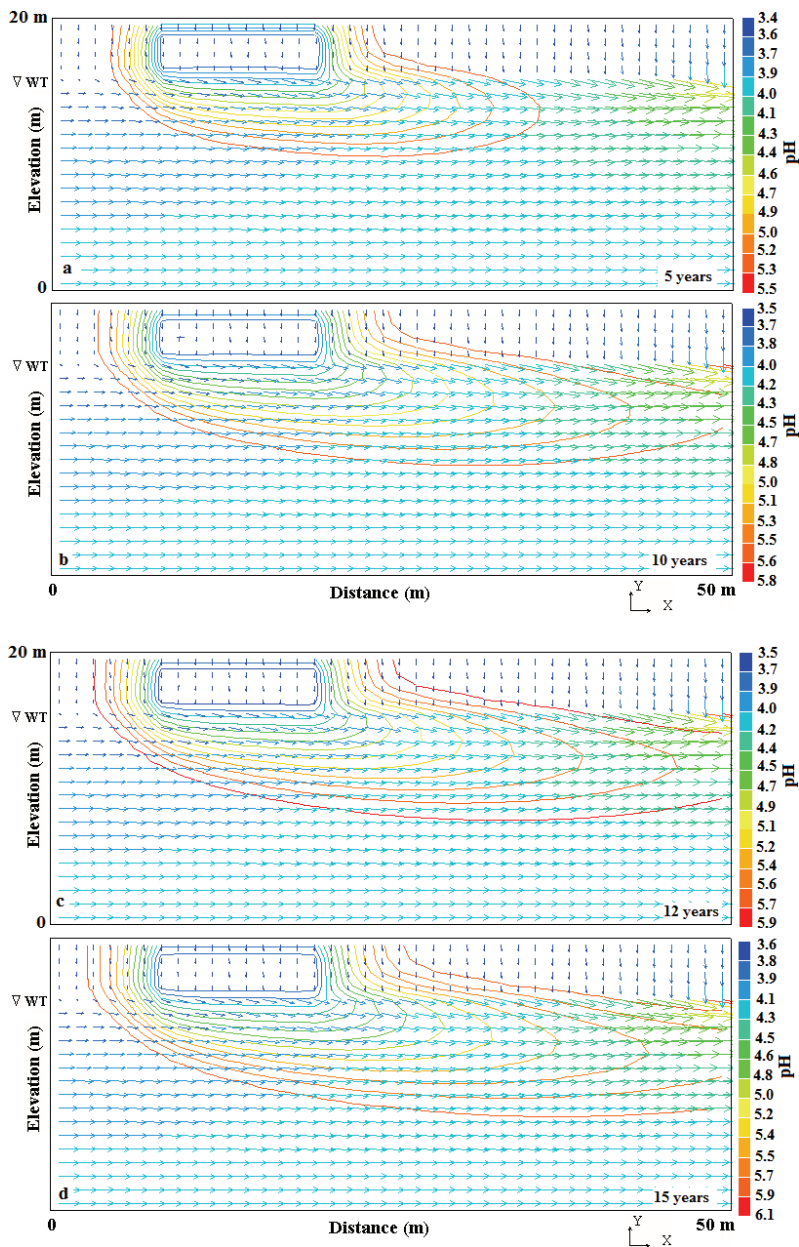 20 m
∇ WT
Elevation (m)
0
a
5 years
3.4
3.6
3.7
3.9
4.0
4.1
4.3
4.4
4.6
4.7
4.9
5.0
5.2
5.3
5.5
pH
∇ WT
Elevation (m)
b
10 years
3.5
3.7
3.8
4.0
4.2
4.3
4.5
4.7
4.8
5.0
5.1
5.3
5.5
5.6
5.8
pH
0
Distance (m)
50 m
Y
X
20 m
∇ WT
Elevation (m)
0
c
12 years
3.5
3.7
3.9
4.0
4.2
4.4
4.5
4.7
4.9
5.1
5.2
5.4
5.6
5.7
5.9
pH
∇ WT
Elevation (m)
d
15 years
3.6
3.8
3.9
4.1
4.3
4.5
4.6
4.8
5.0
5.2
5.4
5.5
5.7
5.9
6.1
pH
0
Distance (m)
50 m
Y
X